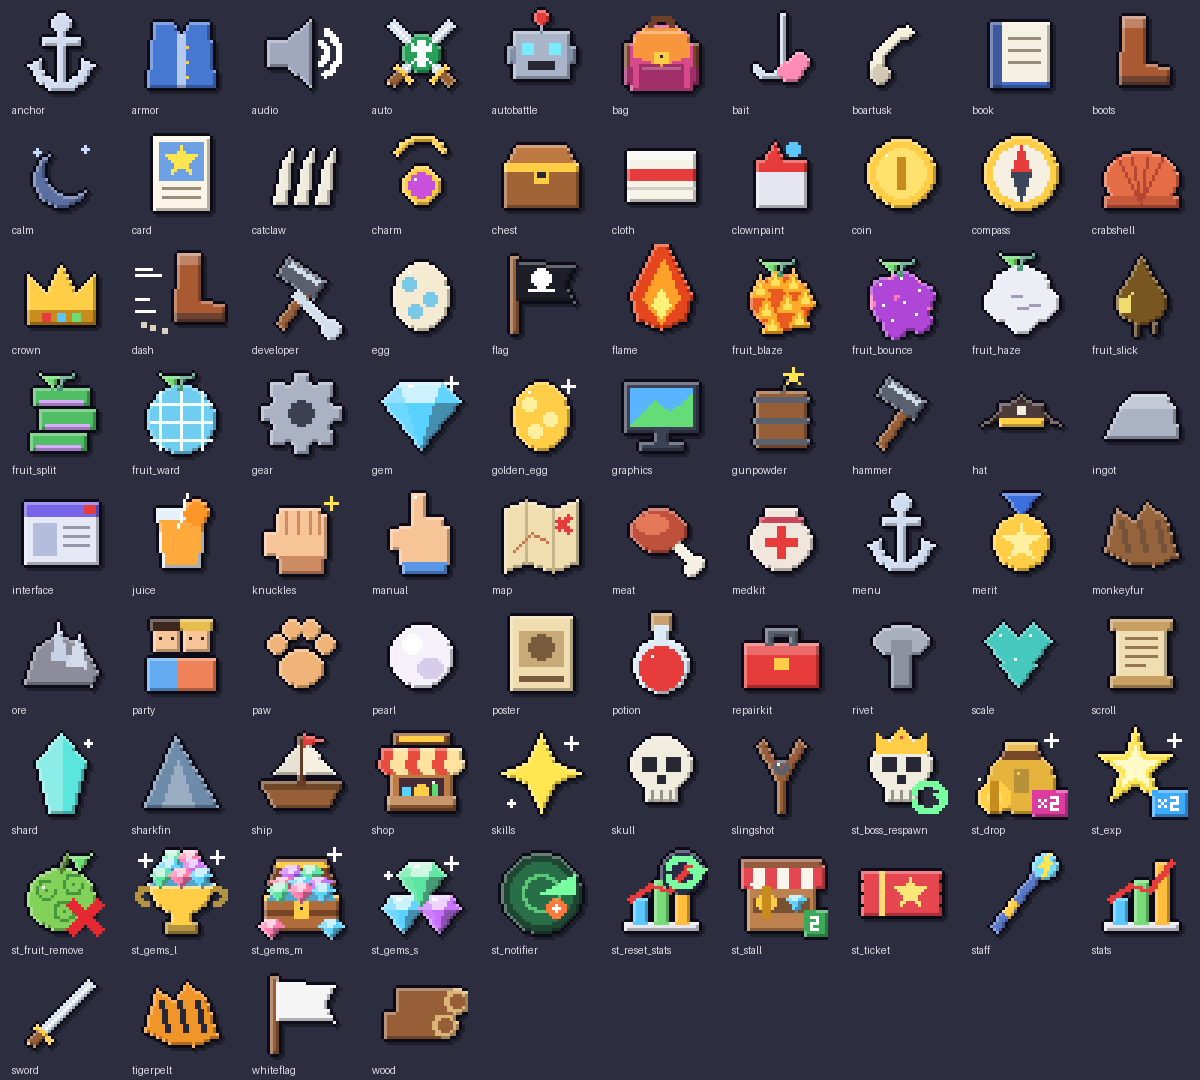 anchor armor audio auto autobattle bag bait boartusk book boots
calm card catclaw charm chest cloth clownpaint coin compass crabshell
crown dash developer egg flag flame fruit_blaze fruit_bounce fruit_haze fruit_slick
fruit_split fruit_ward gear gem golden_egg graphics gunpowder hammer hat ingot
interface juice knuckles manual map meat medkit menu merit monkeyfur
ore party paw pearl poster potion repairkit rivet scale scroll
×2 ×2
shard sharkfin ship shop skills skull slingshot st_boss_respawn st_drop st_exp
2
st_fruit_remove st_gems_l st_gems_m st_gems_s st_notifier st_reset_stats st_stall st_ticket staff stats
sword tigerpelt whiteflag wood